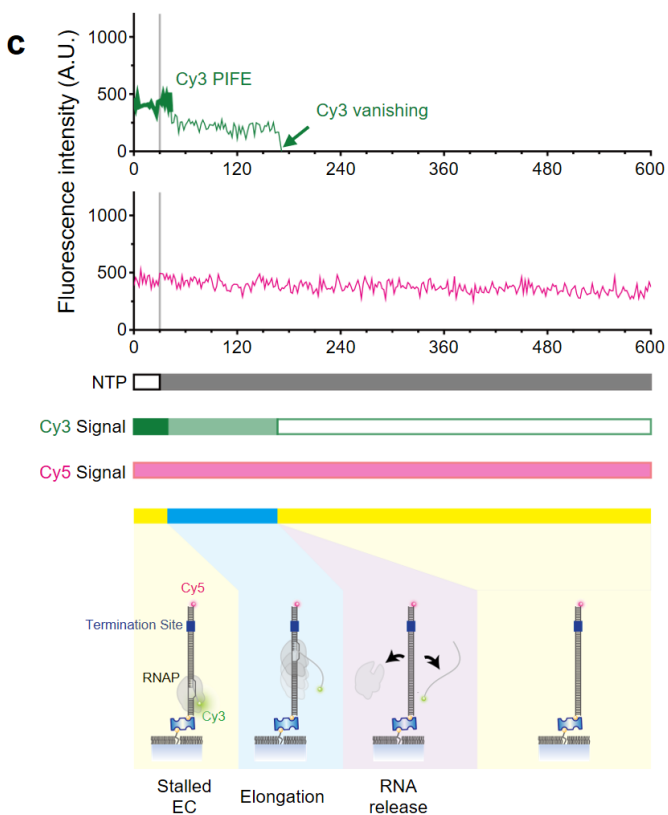 c
Fluorescence intensity (A.U.)
1000
500
0
Cy3 PIFE
Cy3 vanishing
0 120 240 360 480 600
1000
500
0
0 120 240 360 480 600
NTP
Cy3 Signal
Cy5 Signal
Cy5
Termination Site
RNAP
Cy3
Stalled EC
Elongation
RNA release